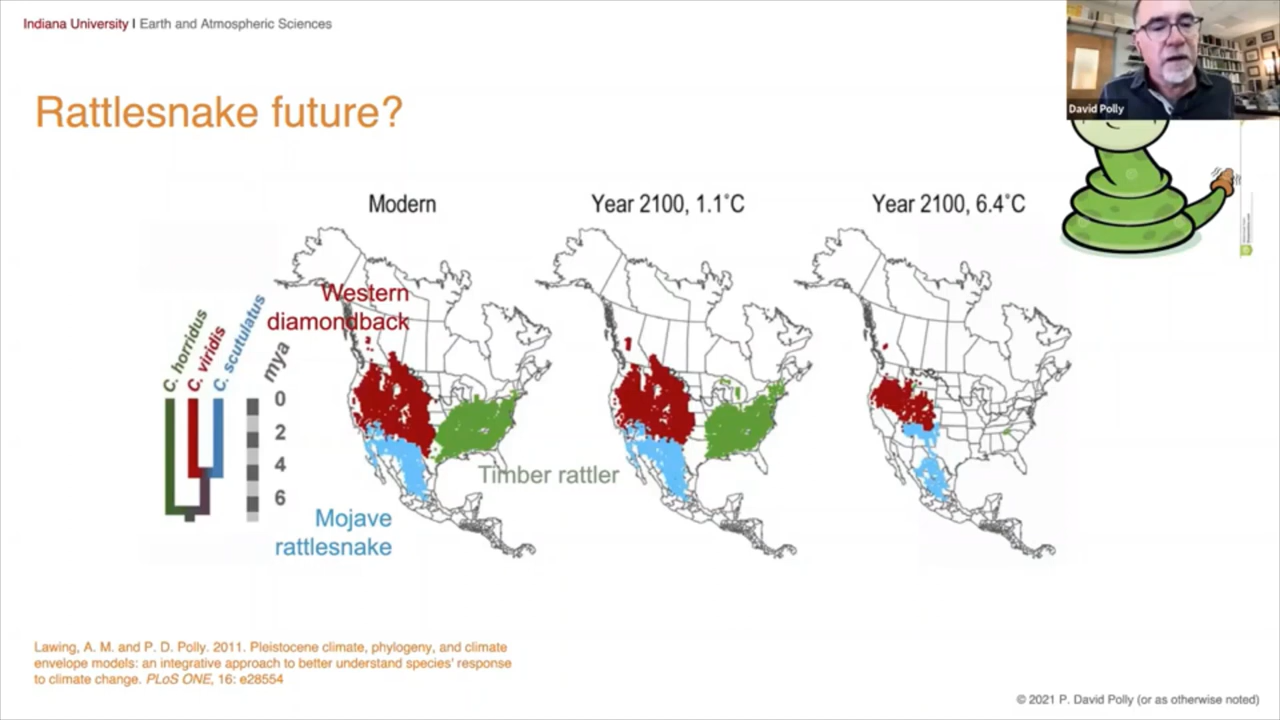 Indiana University I Earth and Atmospheric Sciences
David Polly
Rattlesnake future?
Modern
Year 2100, 1.1˚C
Year 2100, 6.4˚C
Western
diamondback
C. horridus
C. viridis
C. scutulatus
mya
0
2
4
6
Timber rattler
Mojave
rattlesnake
Lawing, A. M. and P. D. Polly. 2011. Pleistocene climate, phylogeny, and climate
envelope models: an integrative approach to better understand species' response
to climate change. PLoS ONE, 16: e28554
© 2021 P. David Polly (or as otherwise noted)